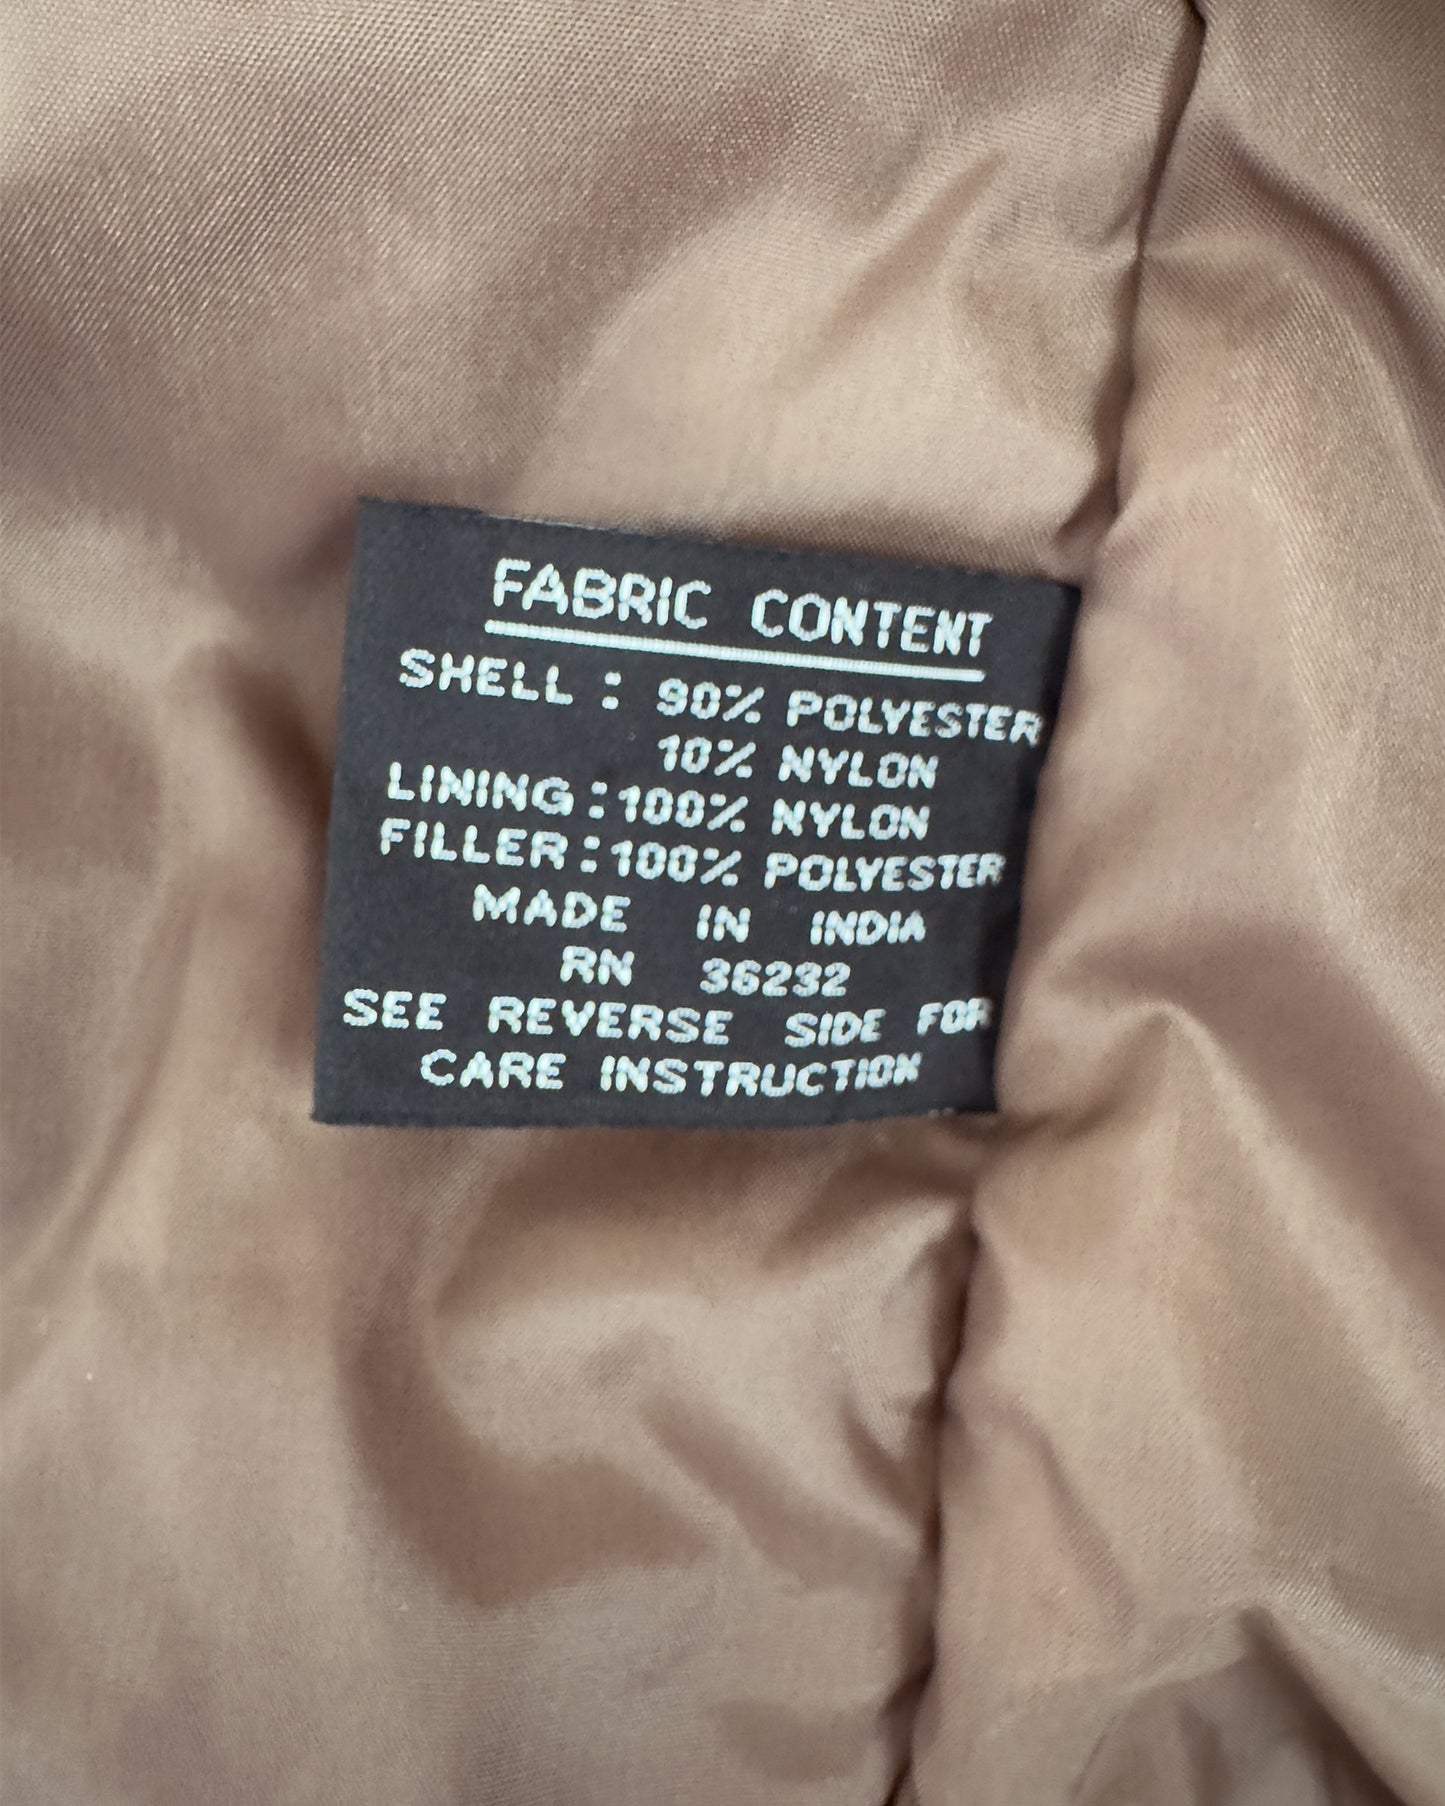 FABRIC CONTENT
SHELL : 90% POLYESTER
10% NYLON
LINING :100% NYLON
FILLER :100% POLYESTER
MADE IN INDIA
RN 36232
SEE REVERSE SIDE FOR
CARE INSTRUCTION